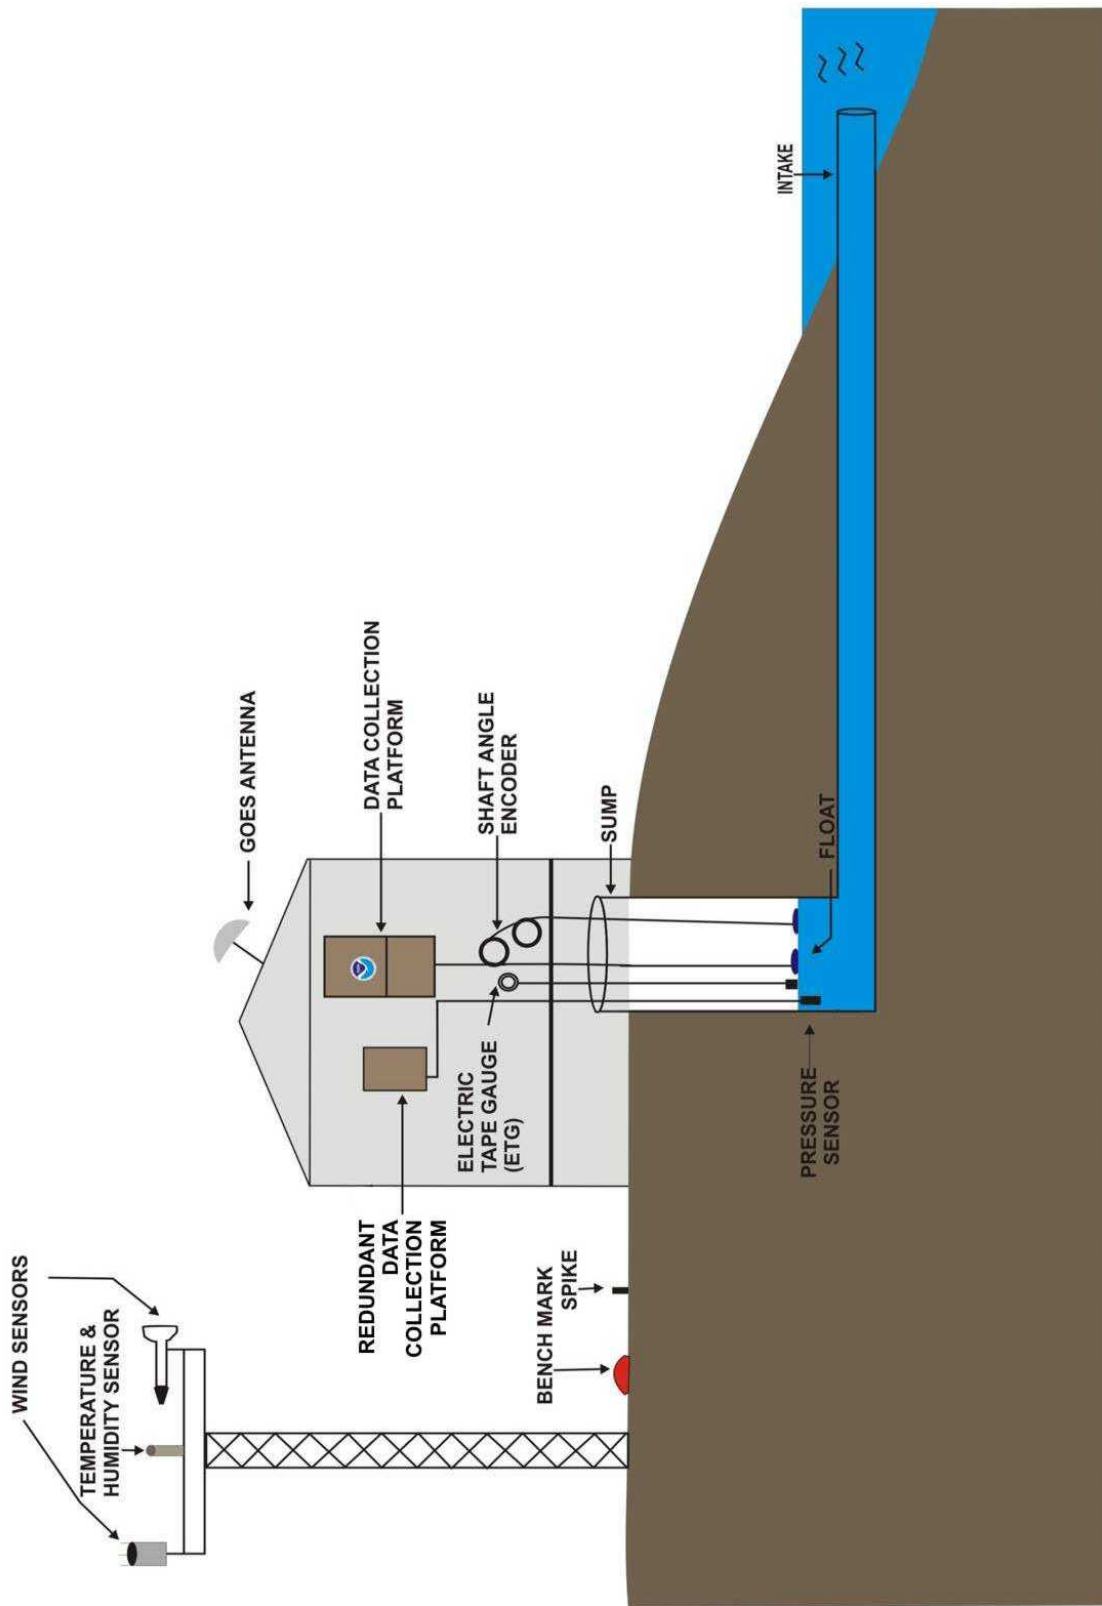 WIND SENSORS
TEMPERATURE &
HUMIDITY SENSOR
GOES ANTENNA
REDUNDANT
DATA
COLLECTION
PLATFORM
DATA COLLECTION
PLATFORM
ELECTRIC
TAPE GAUGE
(ETG)
SHAFT ANGLE
ENCODER
BENCH MARK
SPIKE
SUMP
PRESSURE
SENSOR
FLOAT
INTAKE